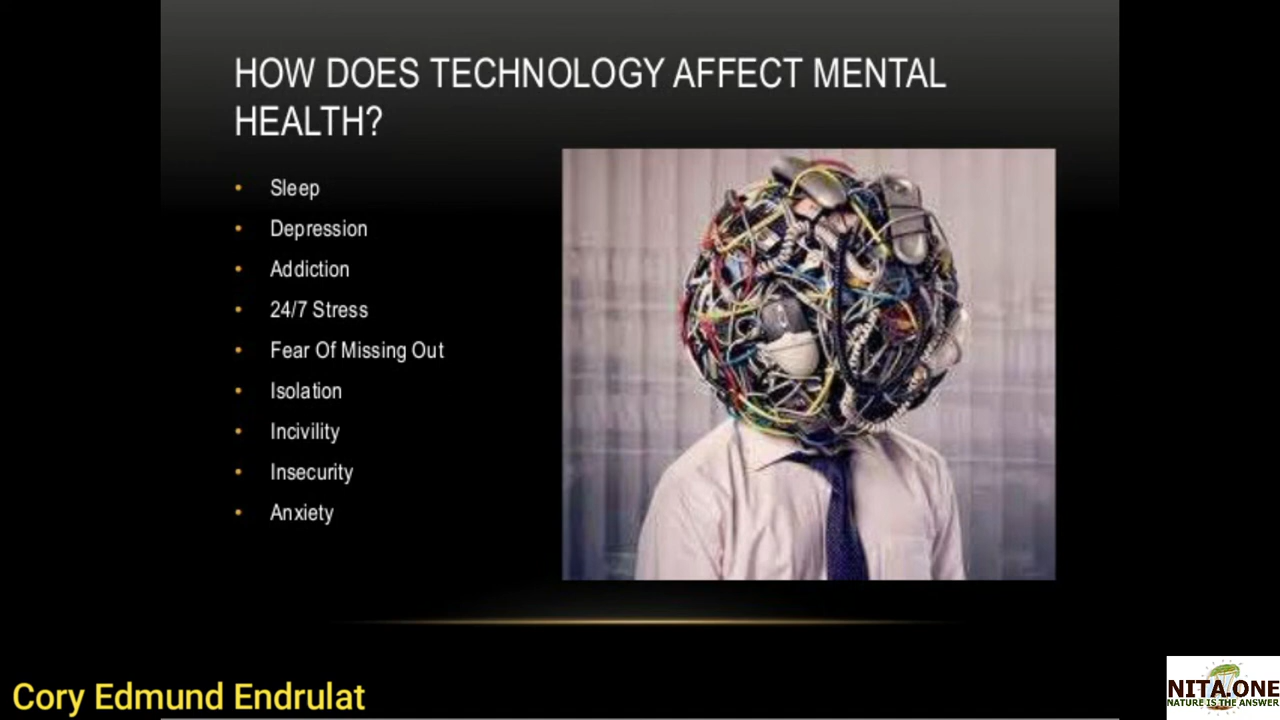 HOW DOES TECHNOLOGY AFFECT MENTAL
HEALTH?
• Sleep
• Depression
• Addiction
• 24/7 Stress
• Fear Of Missing Out
• Isolation
• Incivility
• Insecurity
• Anxiety
Cory Edmund Endrulat
NITA.ONE
NATURE IS THE ANSWER